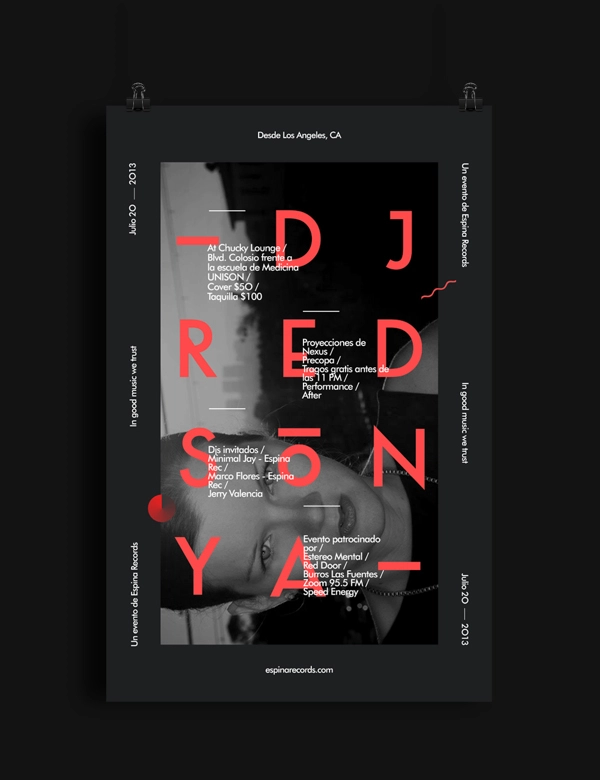 Desde Los Angeles, CA
Julio 20 — 2013
In good music we trust
Un evento de Espina Records
– DJ
RED
SŌN
YA –
At Chucky Lounge /
Blvd. Colosio frente a
la escuela de Medicina
UNISON /
Cover $50 /
Taquilla $100
Proyecciones de
Nexus /
Precopa /
Tragos gratis antes de
las 11 PM /
Performance /
After
Djs invitados /
Minimal Jay - Espina
Rec /
Marco Flores - Espina
Rec /
Jerry Valencia
Evento patrocinado
por /
Estereo Mental /
Red Door /
Burros Las Fuentes /
Zoom 95.5 FM /
Speed Energy
Un evento de Espina Records
In good music we trust
Julio 20 — 2013
espinarecords.com